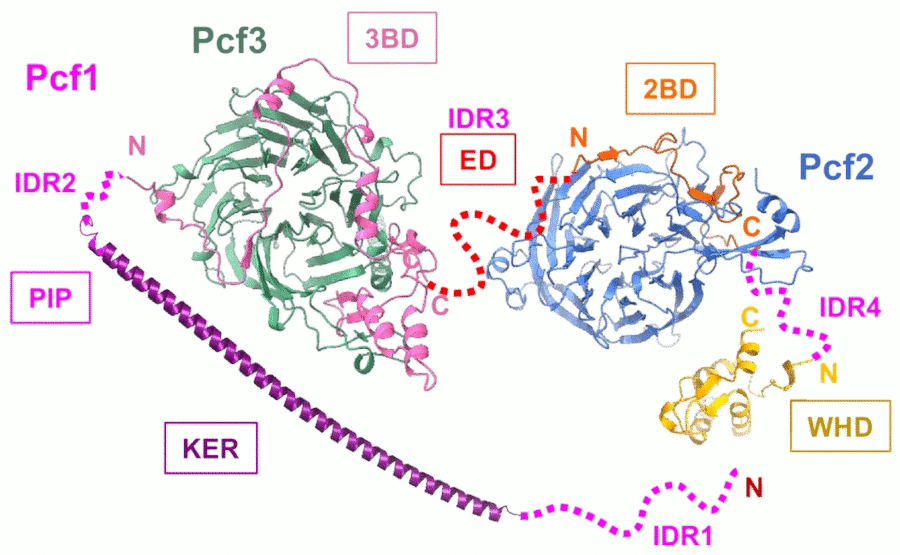 Pcf3
3BD
Pcf1
2BD
IDR3
N
N
ED
Pcf2
IDR2
C
PIP
C
C
IDR4
N
WHD
KER
N
IDR1